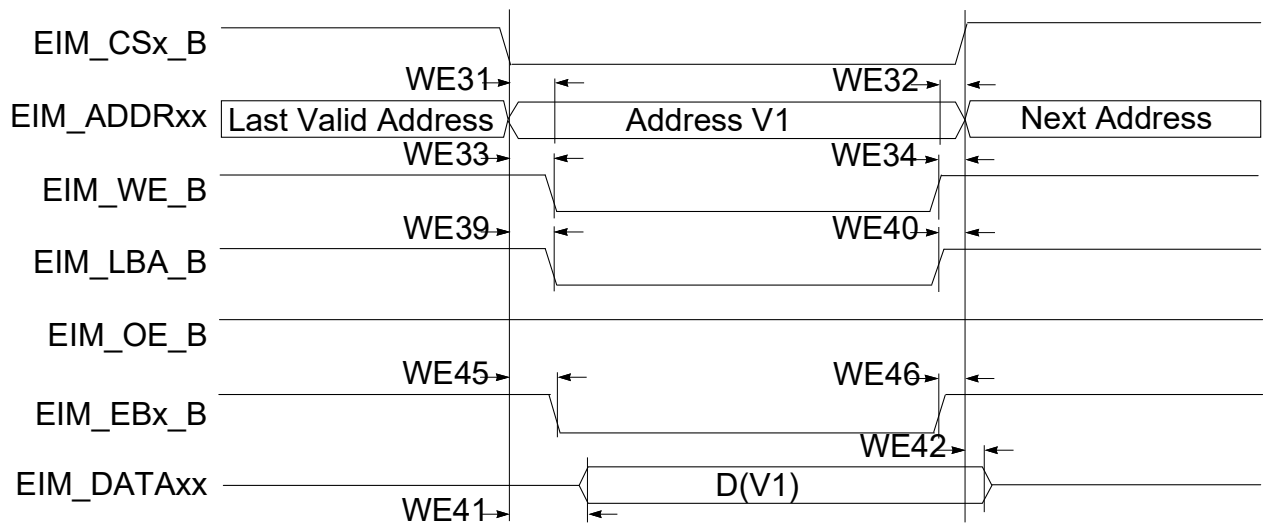 EIM_CSx_B
WE31 WE32
EIM_ADDRxx Last Valid Address Address V1 Next Address
WE33 WE34
EIM_WE_B
WE39 WE40
EIM_LBA_B
EIM_OE_B
WE45 WE46
EIM_EBx_B
WE42
EIM_DATAxx D(V1)
WE41